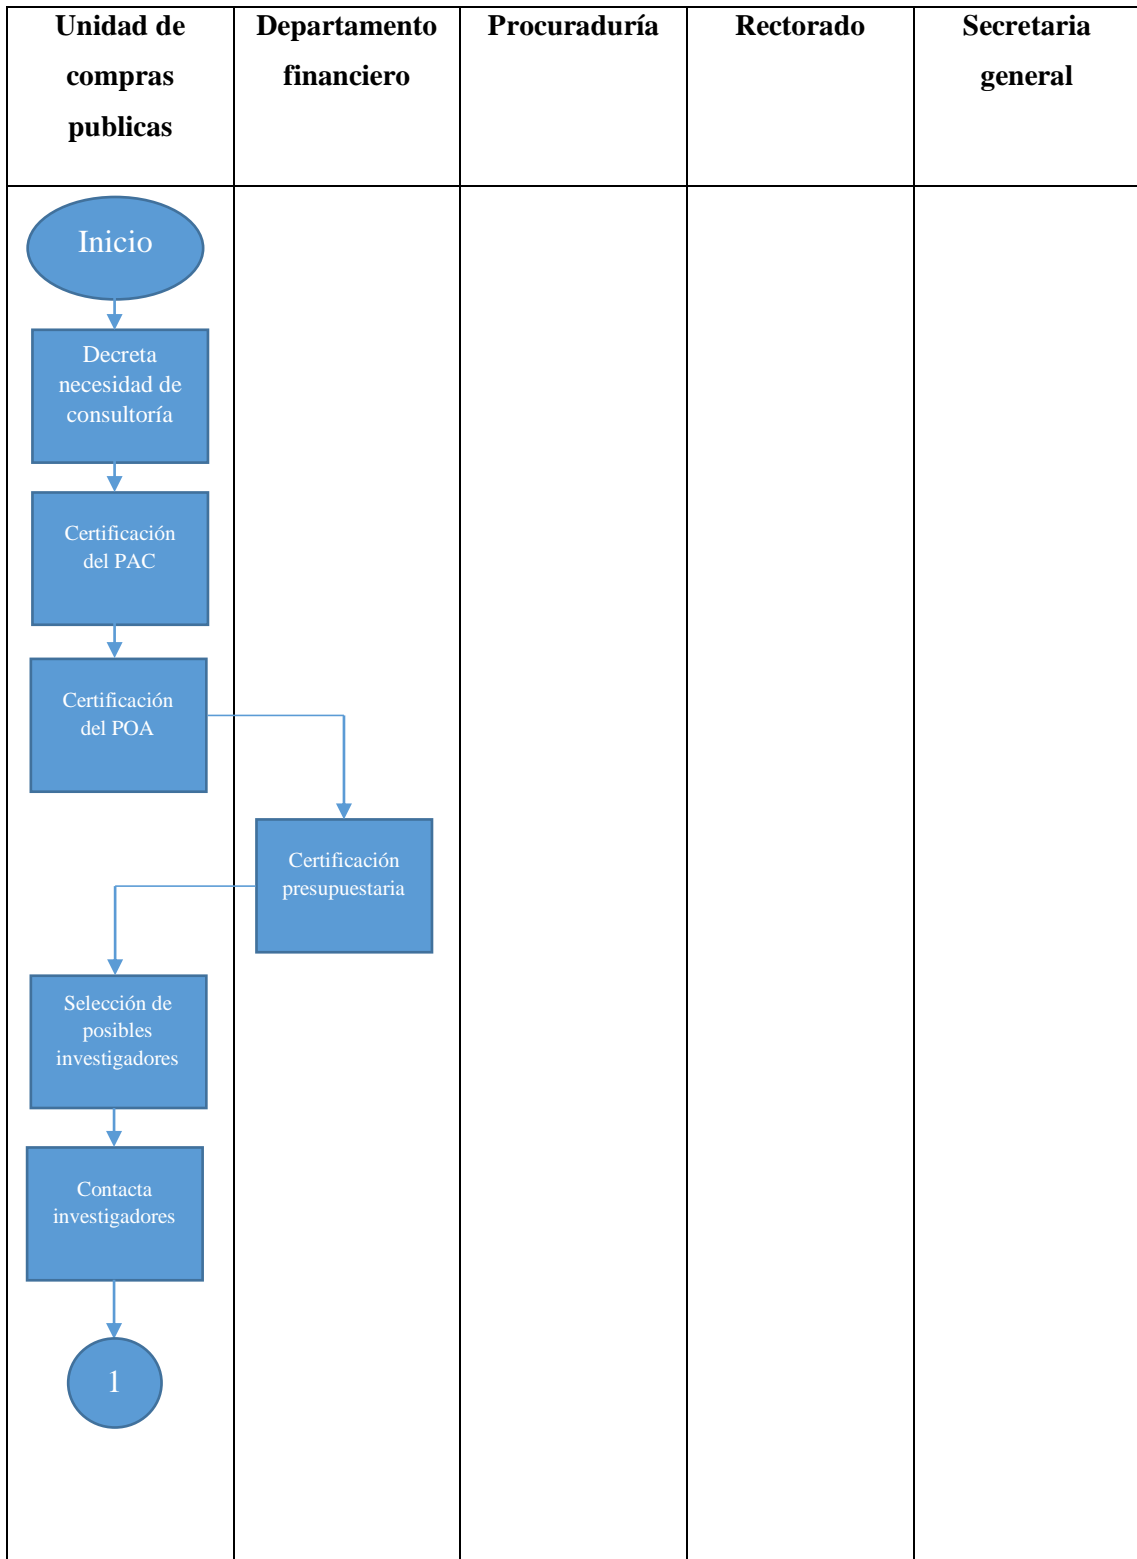 Unidad de
compras
publicas
Departamento
financiero
Procuraduría
Rectorado
Secretaria
general
Inicio
Decreta
necesidad de
consultoría
Certificación
del PAC
Certificación
del POA
Certificación
presupuestaria
Selección de
posibles
investigadores
Contacta
investigadores
1